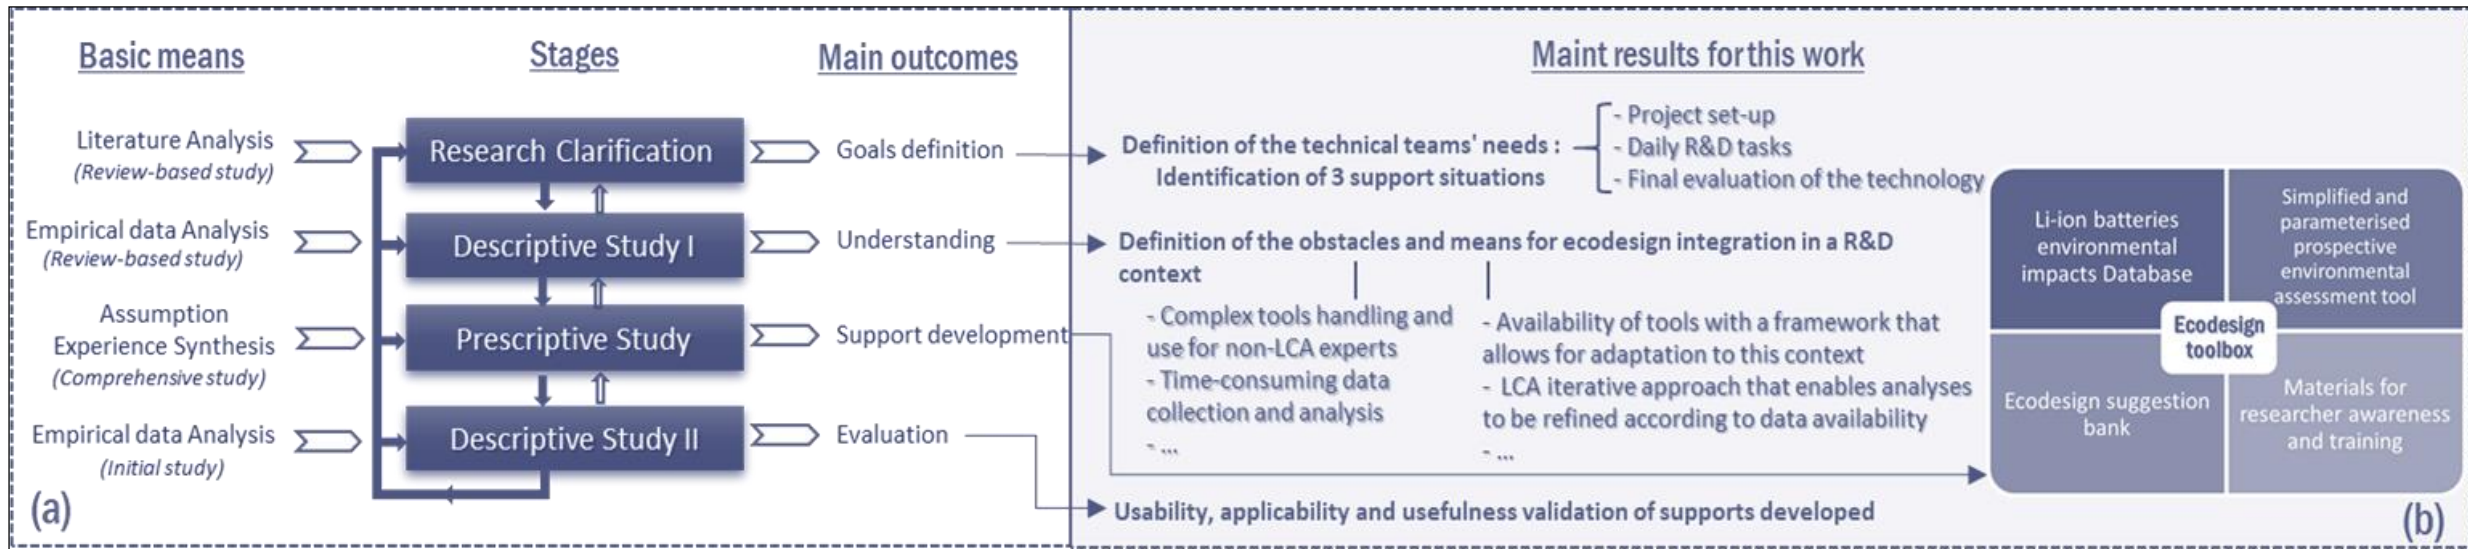 Basic means
Stages
Main outcomes
Literature Analysis
(Review-based study)
Research Clarification
Goals definition
Empirical data Analysis
(Review-based study)
Descriptive Study I
Understanding
Assumption
Experience Synthesis
(Comprehensive study)
Prescriptive Study
Support development
Empirical data Analysis
(Initial study)
Descriptive Study II
Evaluation
(a)
Maint results for this work
Definition of the technical teams' needs :
Identification of 3 support situations
- Project set-up
- Daily R&D tasks
- Final evaluation of the technology
Definition of the obstacles and means for ecodesign integration in a R&D
context
- Complex tools handling and
use for non-LCA experts
- Time-consuming data
collection and analysis
- ...
- Availability of tools with a framework that
allows for adaptation to this context
- LCA iterative approach that enables analyses
to be refined according to data availability
- ...
Usability, applicability and usefulness validation of supports developed
Li-ion batteries
environmental
impacts Database
Simplified and
parameterised
prospective
environmental
assessment tool
Ecodesign
toolbox
Ecodesign suggestion
bank
Materials for
researcher awareness
and training
(b)